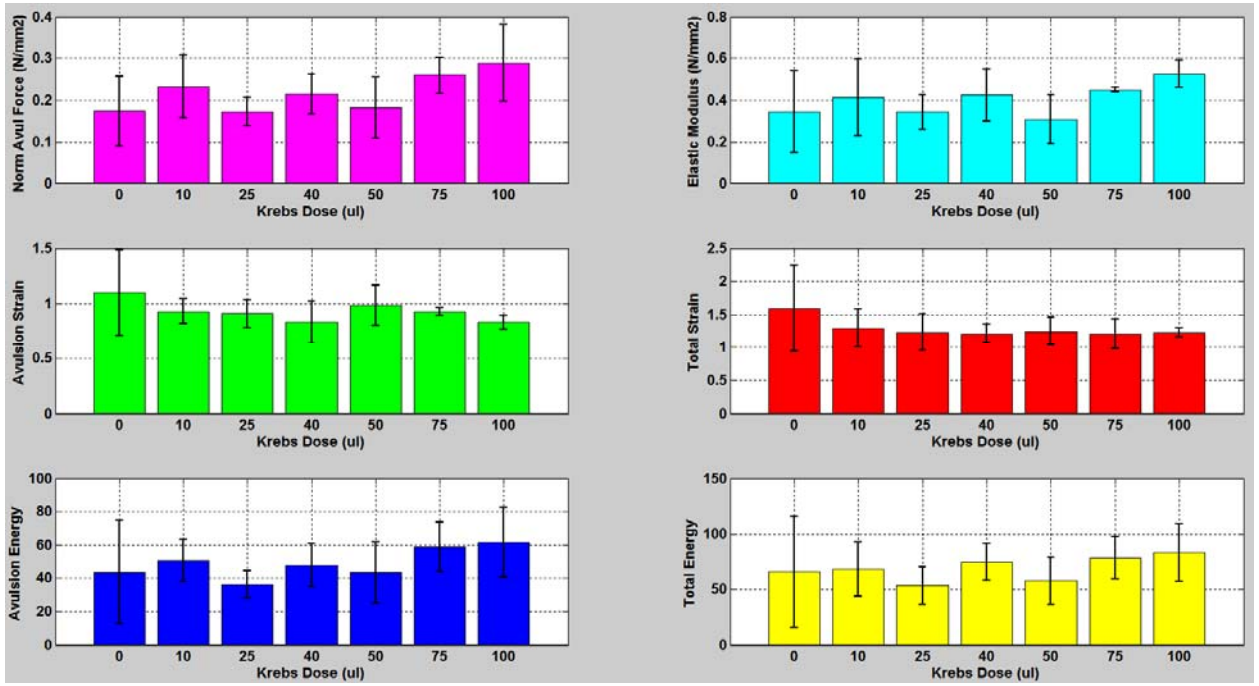 Norm Avul Force (N/mm2)
0.4
0.3
0.2
0.1
0
0 10 25 40 50 75 100
Krebs Dose (ul)
Elastic Modulus (N/mm2)
0.8
0.6
0.4
0.2
0
0 10 25 40 50 75 100
Krebs Dose (ul)
Avulsion Strain
1.5
1
0.5
0
0 10 25 40 50 75 100
Krebs Dose (ul)
Total Strain
2.5
2
1.5
1
0.5
0
0 10 25 40 50 75 100
Krebs Dose (ul)
Avulsion Energy
100
80
60
40
20
0
0 10 25 40 50 75 100
Krebs Dose (ul)
Total Energy
150
100
50
0
0 10 25 40 50 75 100
Krebs Dose (ul)